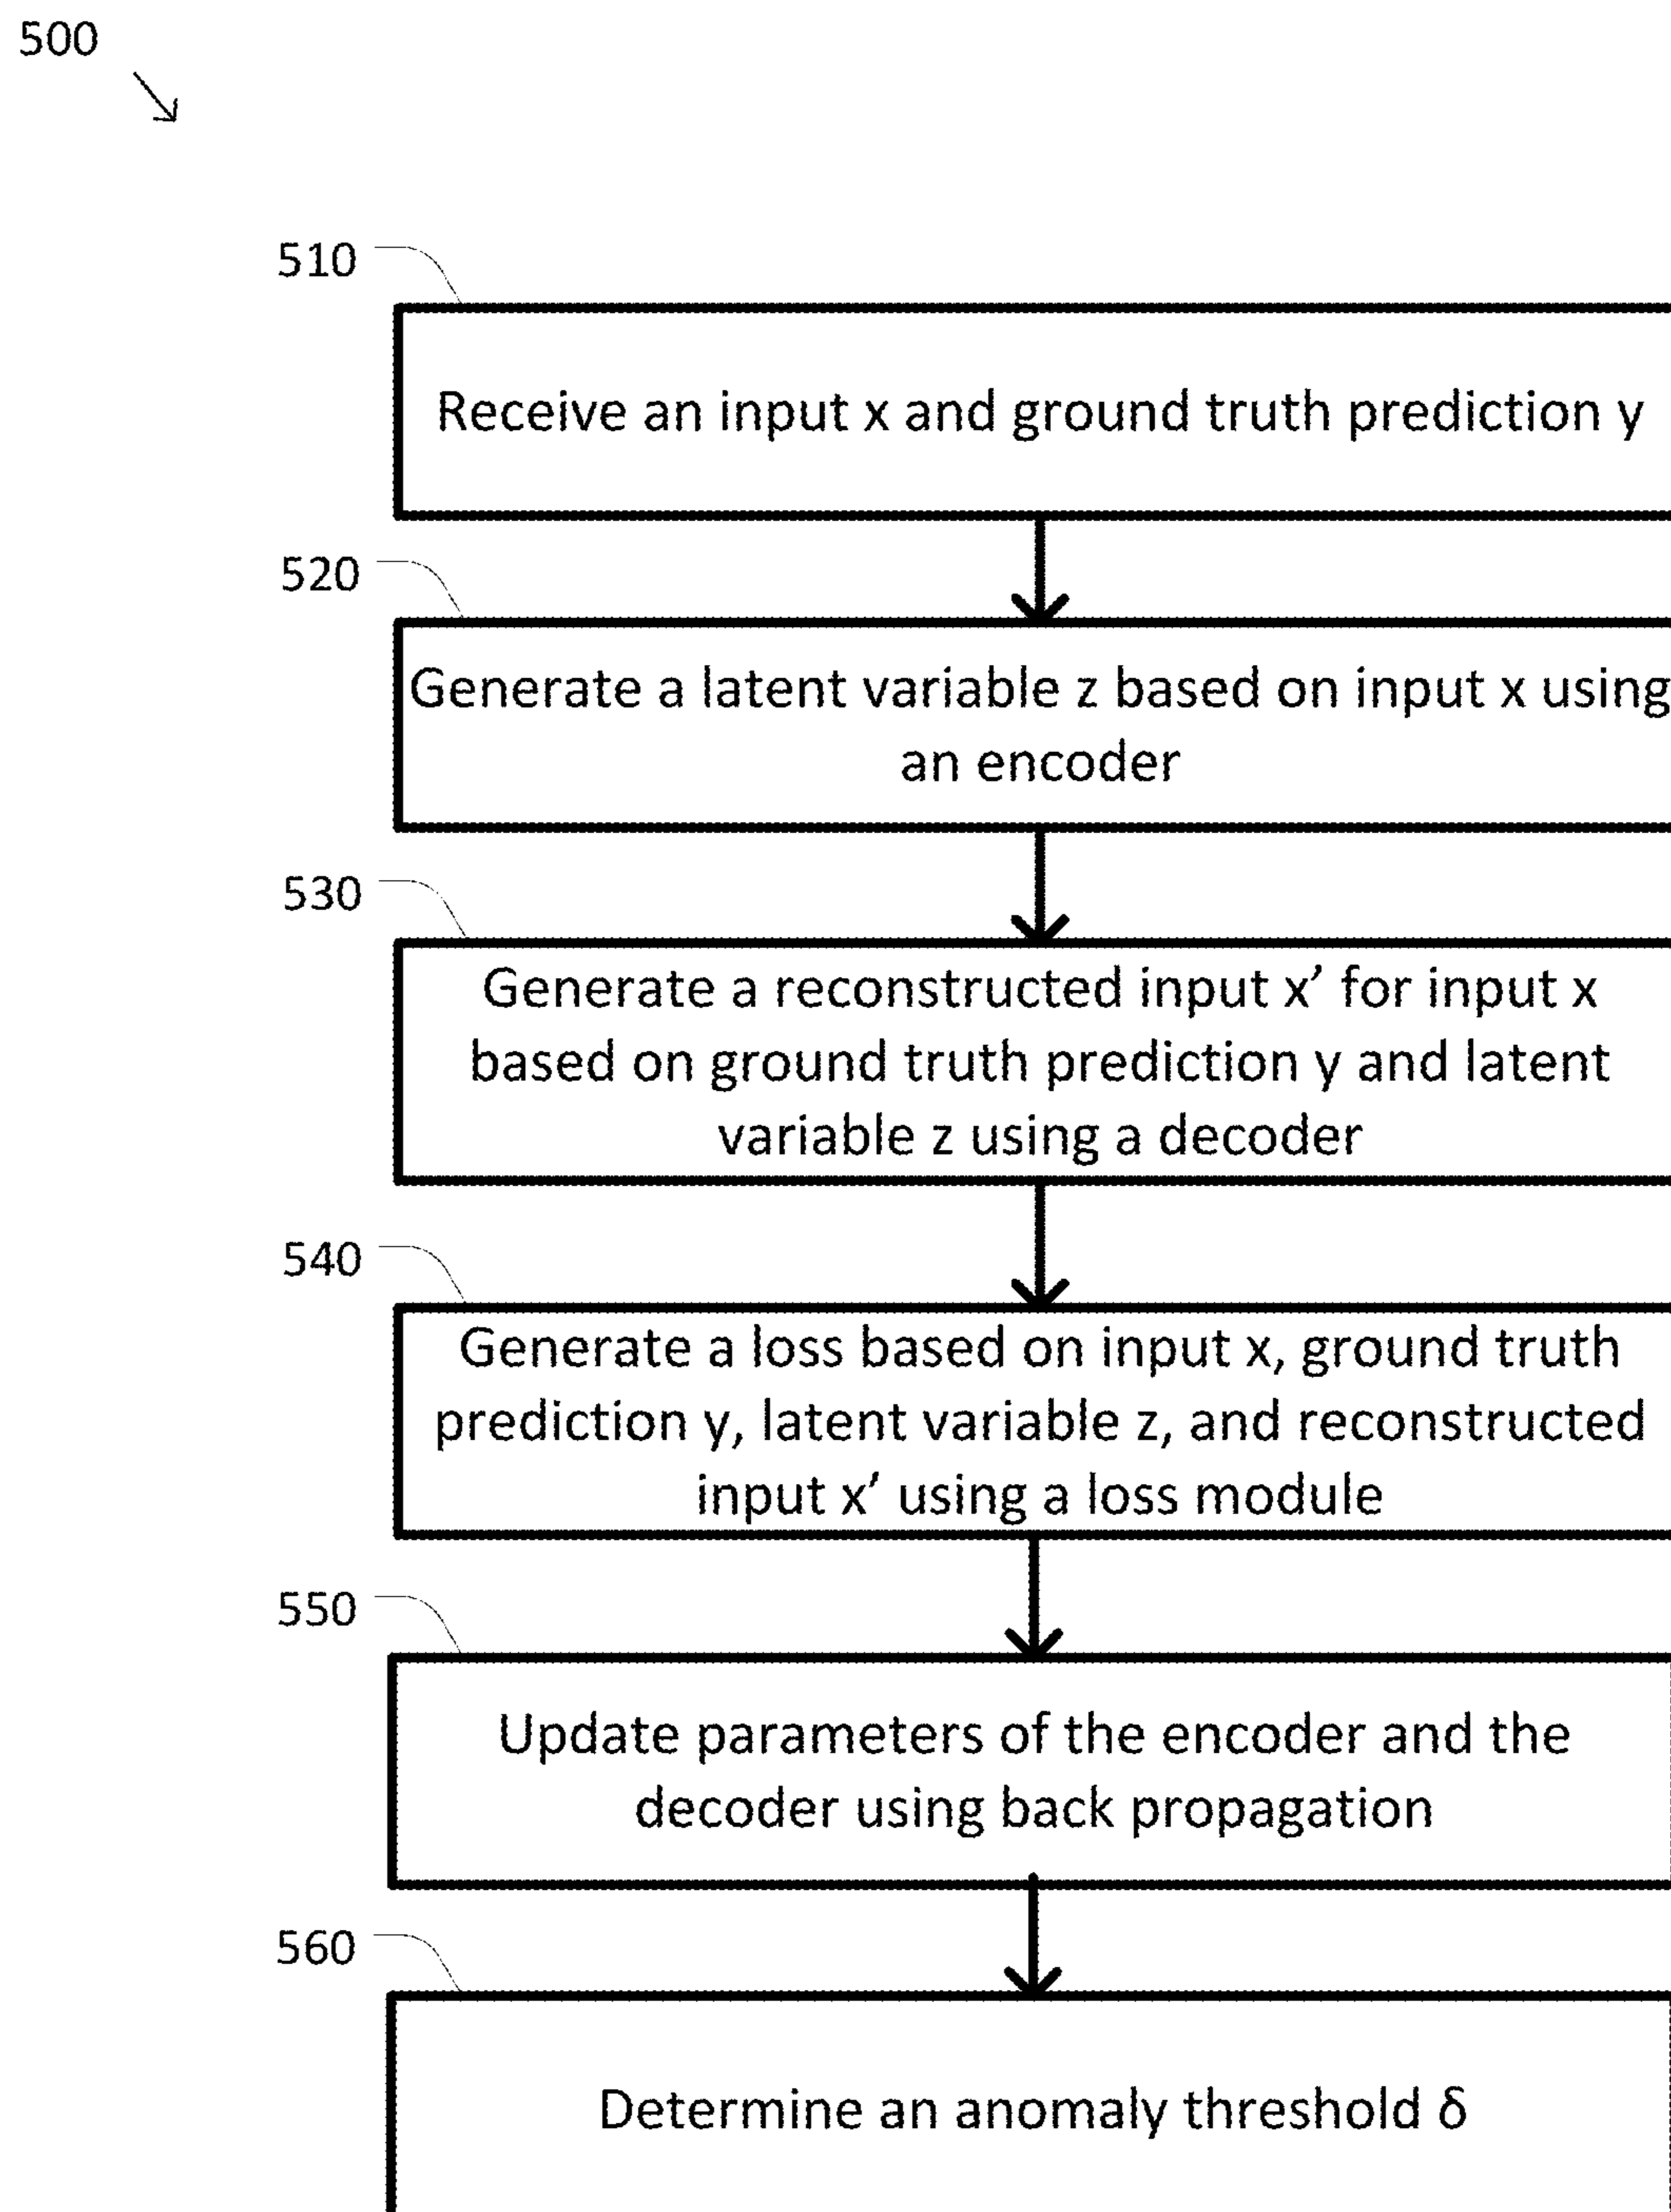 500
510
Receive an input x and ground truth prediction y
520
Generate a latent variable z based on input x using
an encoder
530
Generate a reconstructed input x’ for input x
based on ground truth prediction y and latent
variable z using a decoder
540
Generate a loss based on input x, ground truth
prediction y, latent variable z, and reconstructed
input x’ using a loss module
550
Update parameters of the encoder and the
decoder using back propagation
560
Determine an anomaly threshold δ